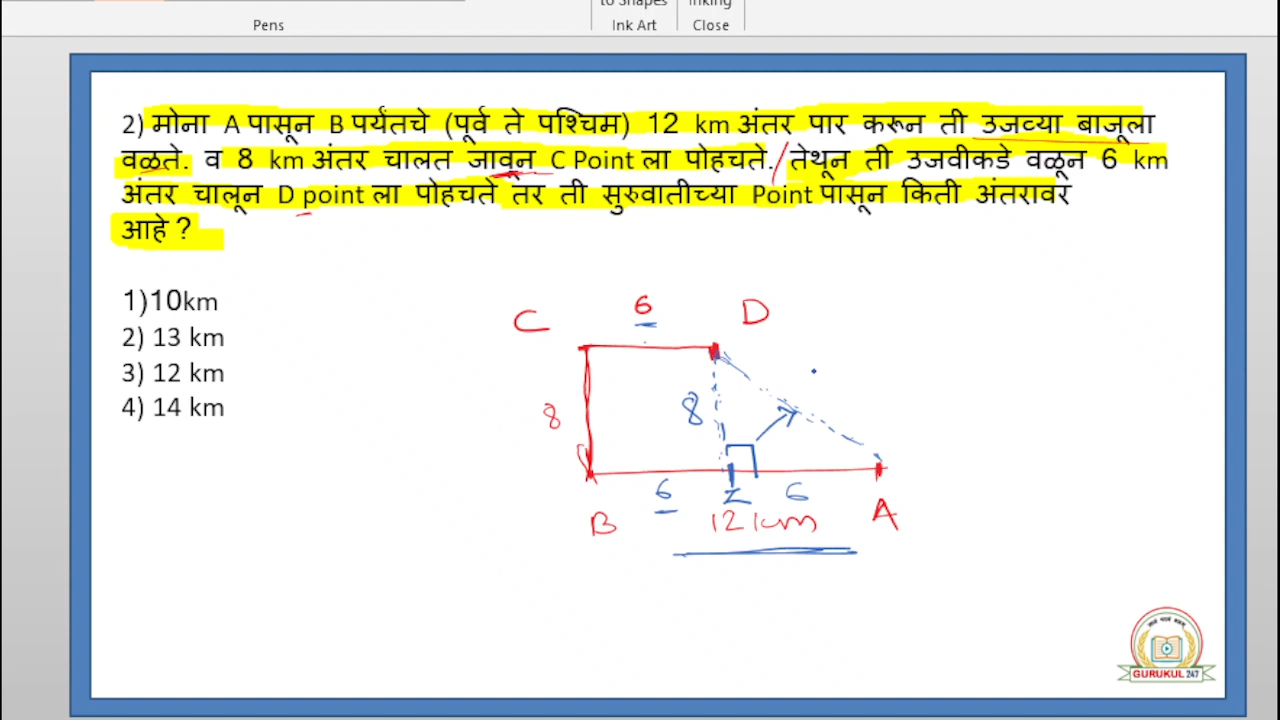 to Shapes
Inking
Pens
Ink Art
Close
2) मोना A पासून B पर्यंतचे (पूर्व ते पश्चिम) 12 km अंतर पार करून ती उजव्या बाजूला
वळते. व 8 km अंतर चालत जावून C Point ला पोहचते. तेथून ती उजवीकडे वळून 6 km
अंतर चालून D point ला पोहचते तर ती सुरुवातीच्या Point पासून किती अंतरावर
आहे ?
1)10km
2) 13 km
3) 12 km
4) 14 km
6
C
D
8
8
6
Z
6
B
12 km
A
GURUKUL 247